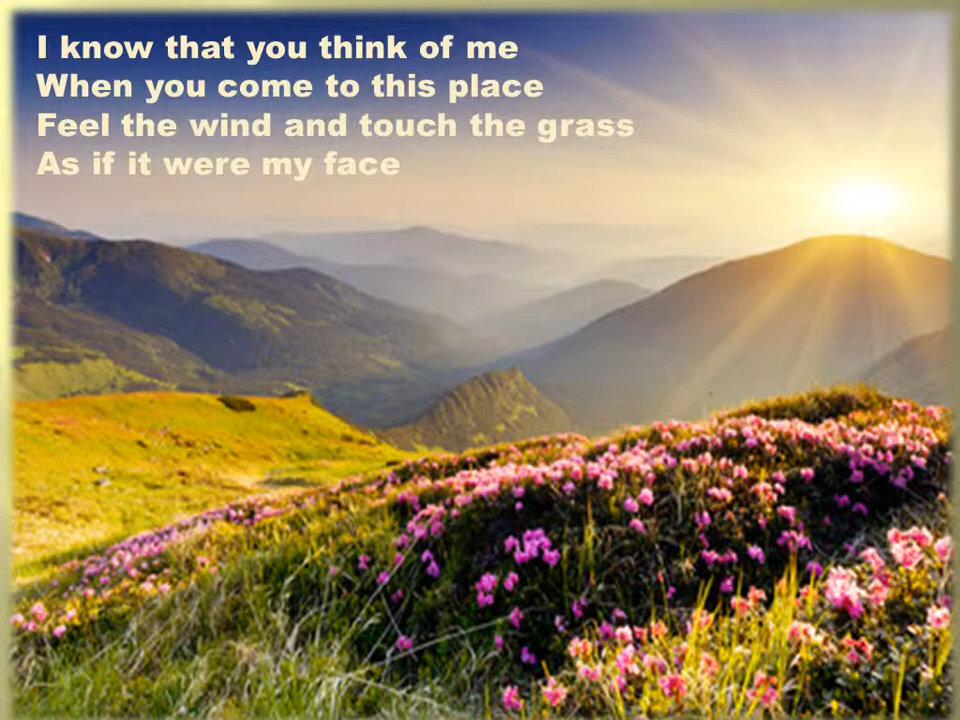 I know that you think of me
When you come to this place
Feel the wind and touch the grass
As if it were my face